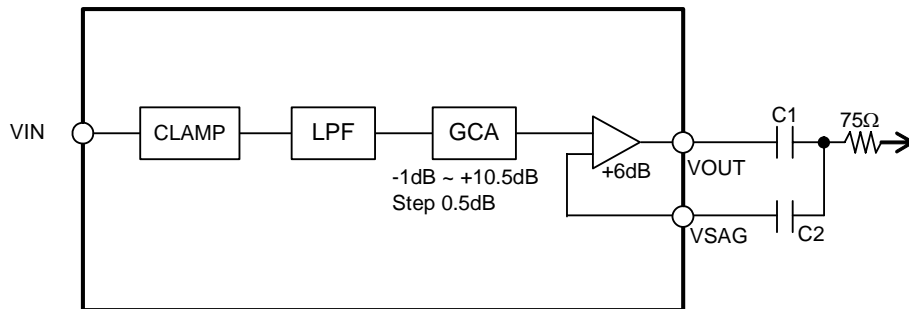 C1
75Ω
VIN
CLAMP
LPF
GCA
VOUT
-1dB ~ +10.5dB
+6dB
Step 0.5dB
VSAG
C2